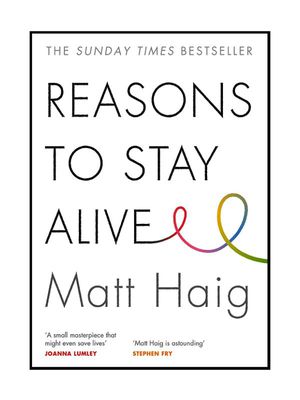 THE SUNDAY TIMES BESTSELLER
REASONS
TO STAY
ALIVE
Matt Haig
'A small masterpiece that
might even save lives'
JOANNA LUMLEY
'Matt Haig is astounding'
STEPHEN FRY